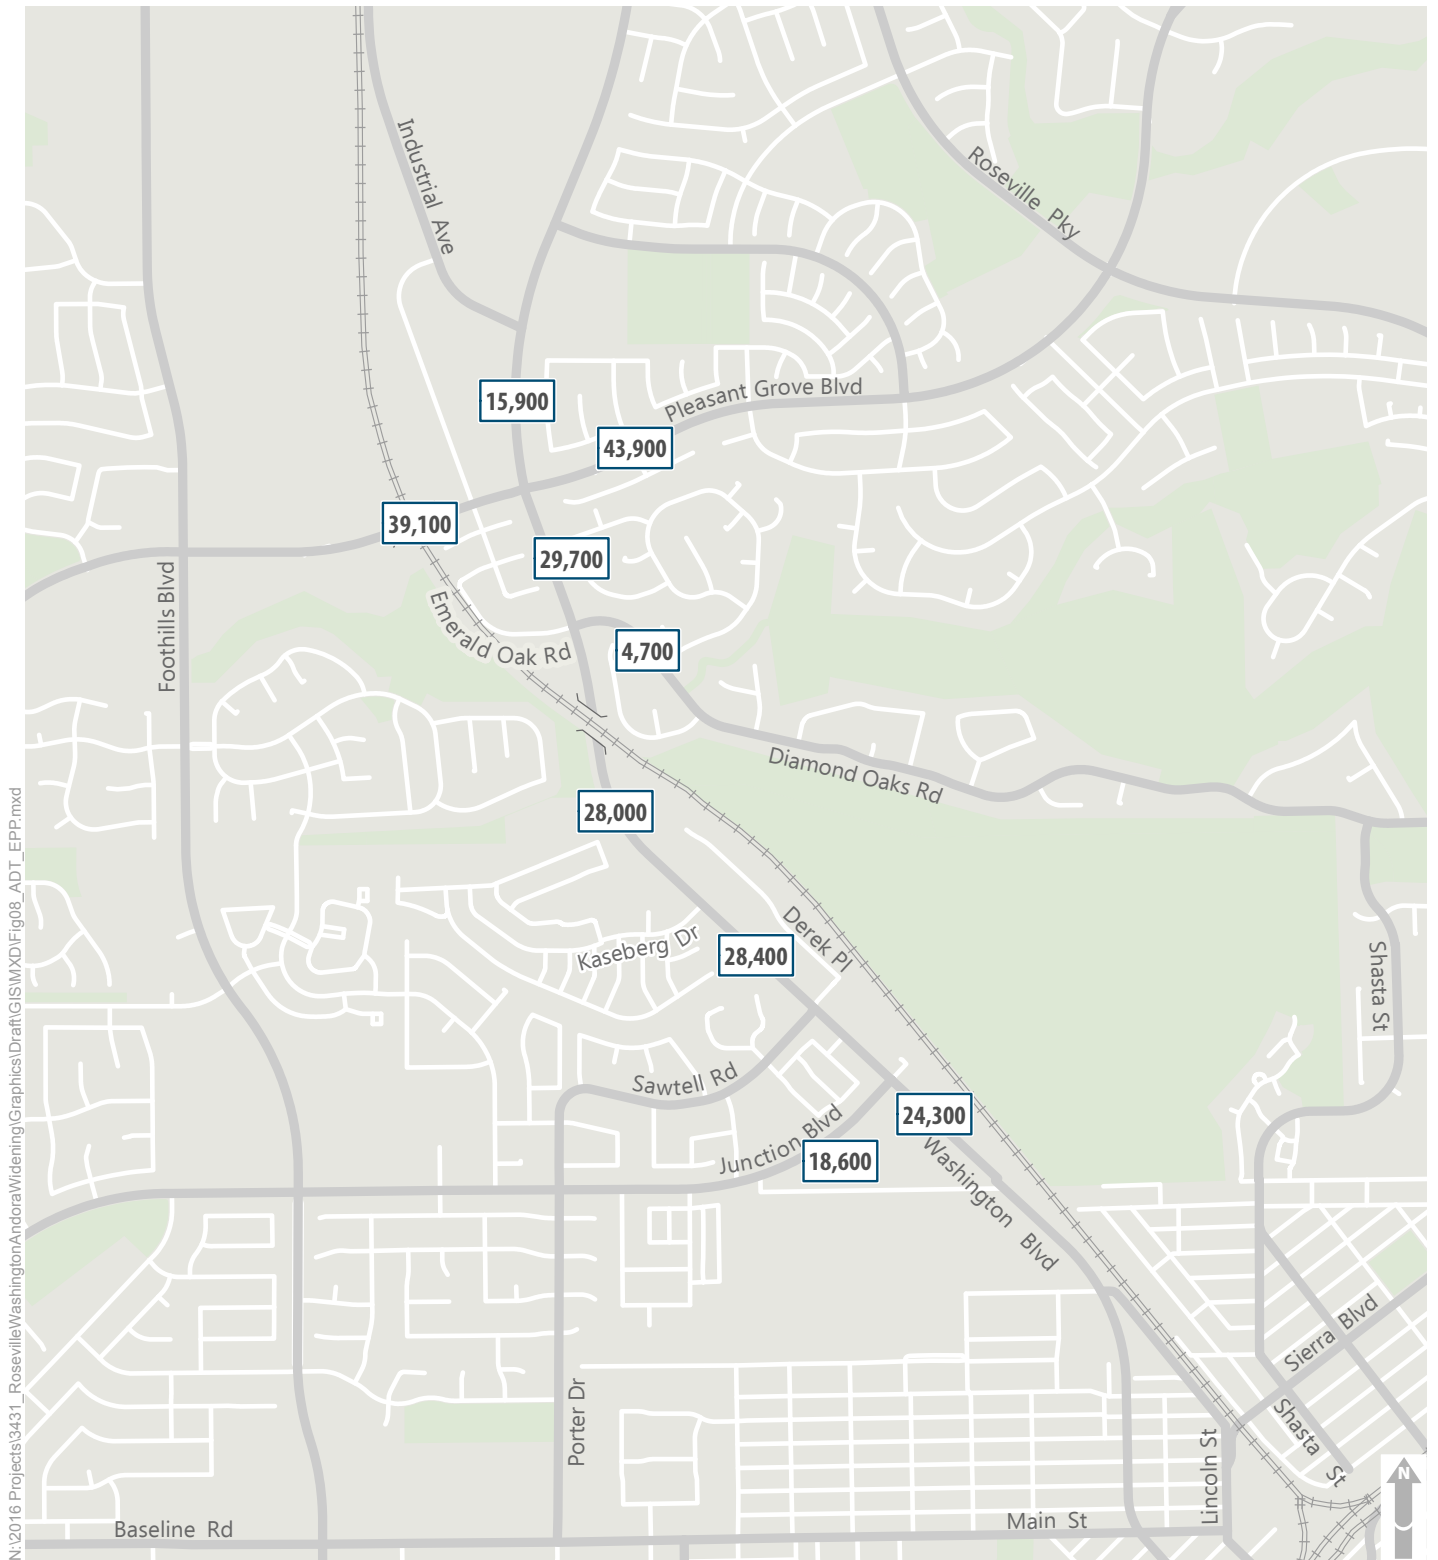 Industrial Ave
Roseville Pky
Pleasant Grove Blvd
15,900
43,900
39,100
29,700
Foothills Blvd
Emerald Oak Rd
4,700
Diamond Oaks Rd
28,000
Derek Pl
Kaseberg Dr
28,400
Shasta St
Sawtell Rd
24,300
Junction Blvd
18,600
Washington Blvd
Sierra Blvd
Porter Dr
Shasta St
Lincoln St
N
Baseline Rd
Main St
N:\2016 Projects\3431_RosevilleWashingtonAndoraWidening\Graphics\Draft\GIS\MXD\Fig08_ADT_EPP.mxd